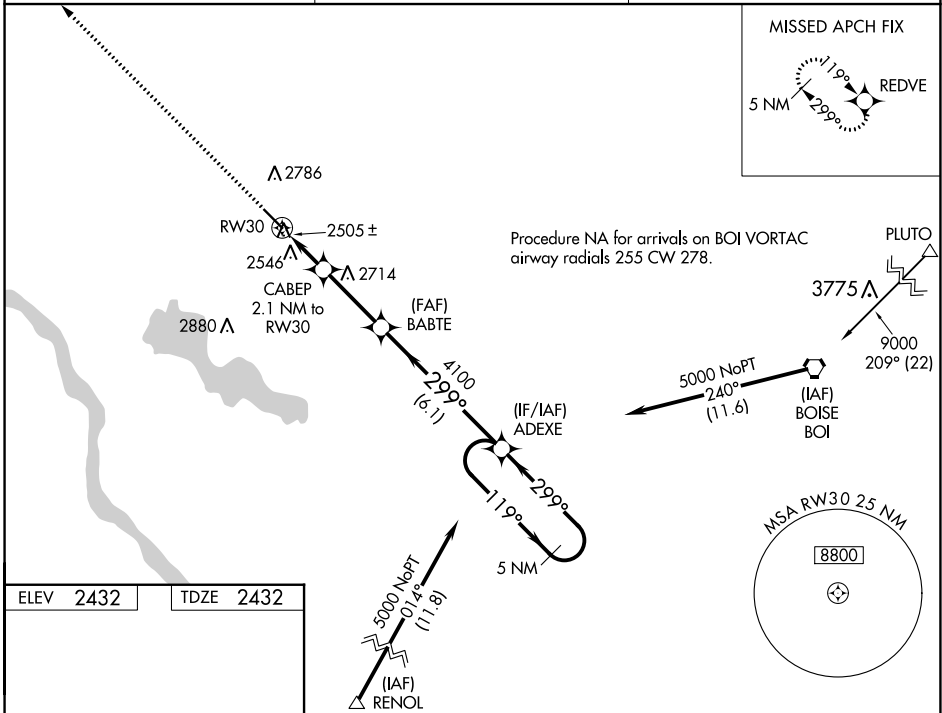 MISSED APCH FIX
119°
REDVE
5 NM
299°
2786
RW30
2505 ±
2546
2714
CABEP
2.1 NM to
RW30
(FAF)
BABTE
2880
Procedure NA for arrivals on BOI VORTAC
airway radials 255 CW 278.
PLUTO
3775
9000
209° (22)
4100
299°
(6.1)
5000 NoPT
240°
(11.6)
(IAF)
BOISE
BOI
(IF/IAF)
ADEXE
299°
119°
5 NM
MSA RW30 25 NM
8800
5000 NoPT
014°
(11.8)
(IAF)
RENOL
ELEV 2432
TDZE 2432